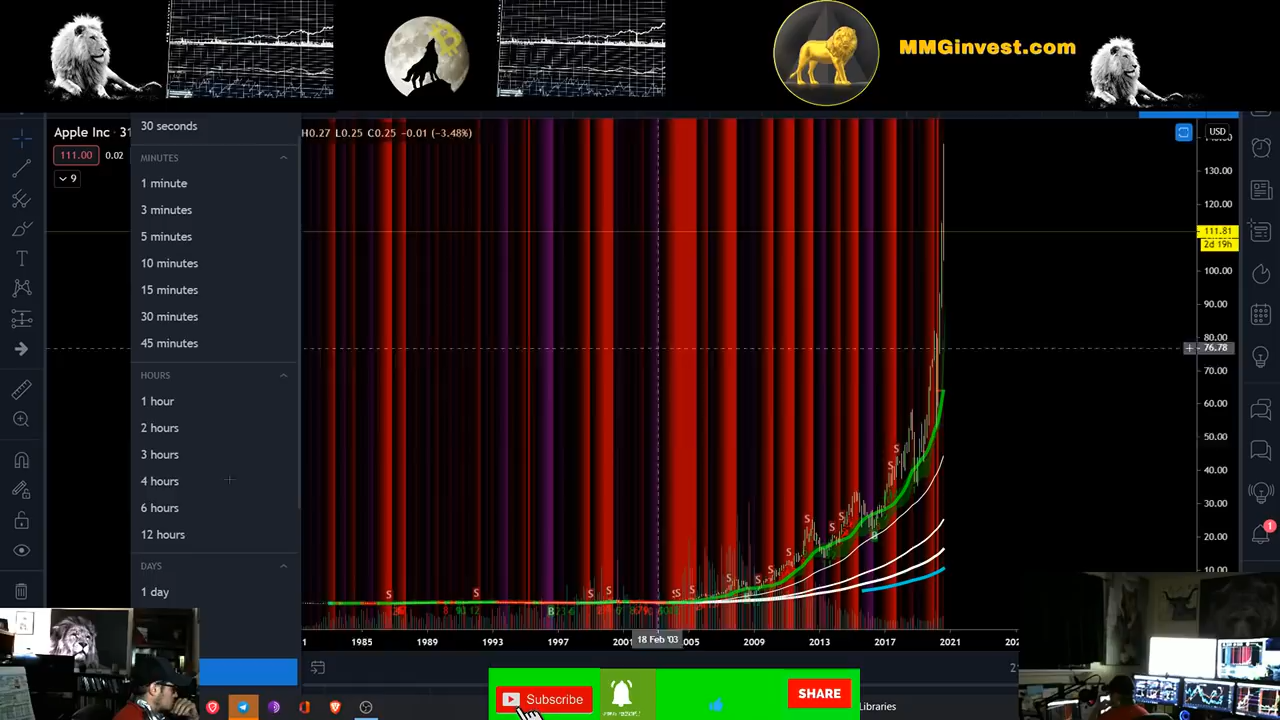 MMGinvest.com
Apple Inc · 31
H0.27 L0.25 C0.25 -0.01 (-3.48%)
111.00
0.02
9
30 seconds
MINUTES
1 minute
3 minutes
5 minutes
10 minutes
15 minutes
30 minutes
45 minutes
HOURS
1 hour
2 hours
3 hours
4 hours
6 hours
12 hours
DAYS
1 day
USD
130.00
120.00
111.81
2d 19h
100.00
90.00
80.00
76.78
70.00
60.00
50.00
40.00
30.00
20.00
10.00
S
S
S
S
S
S
S
S
S
S
S
S
S
S
B
1985
1989
1993
1997
2001
18 Feb '03
2009
2013
2017
2021
1
Subscribe
SHARE
Libraries